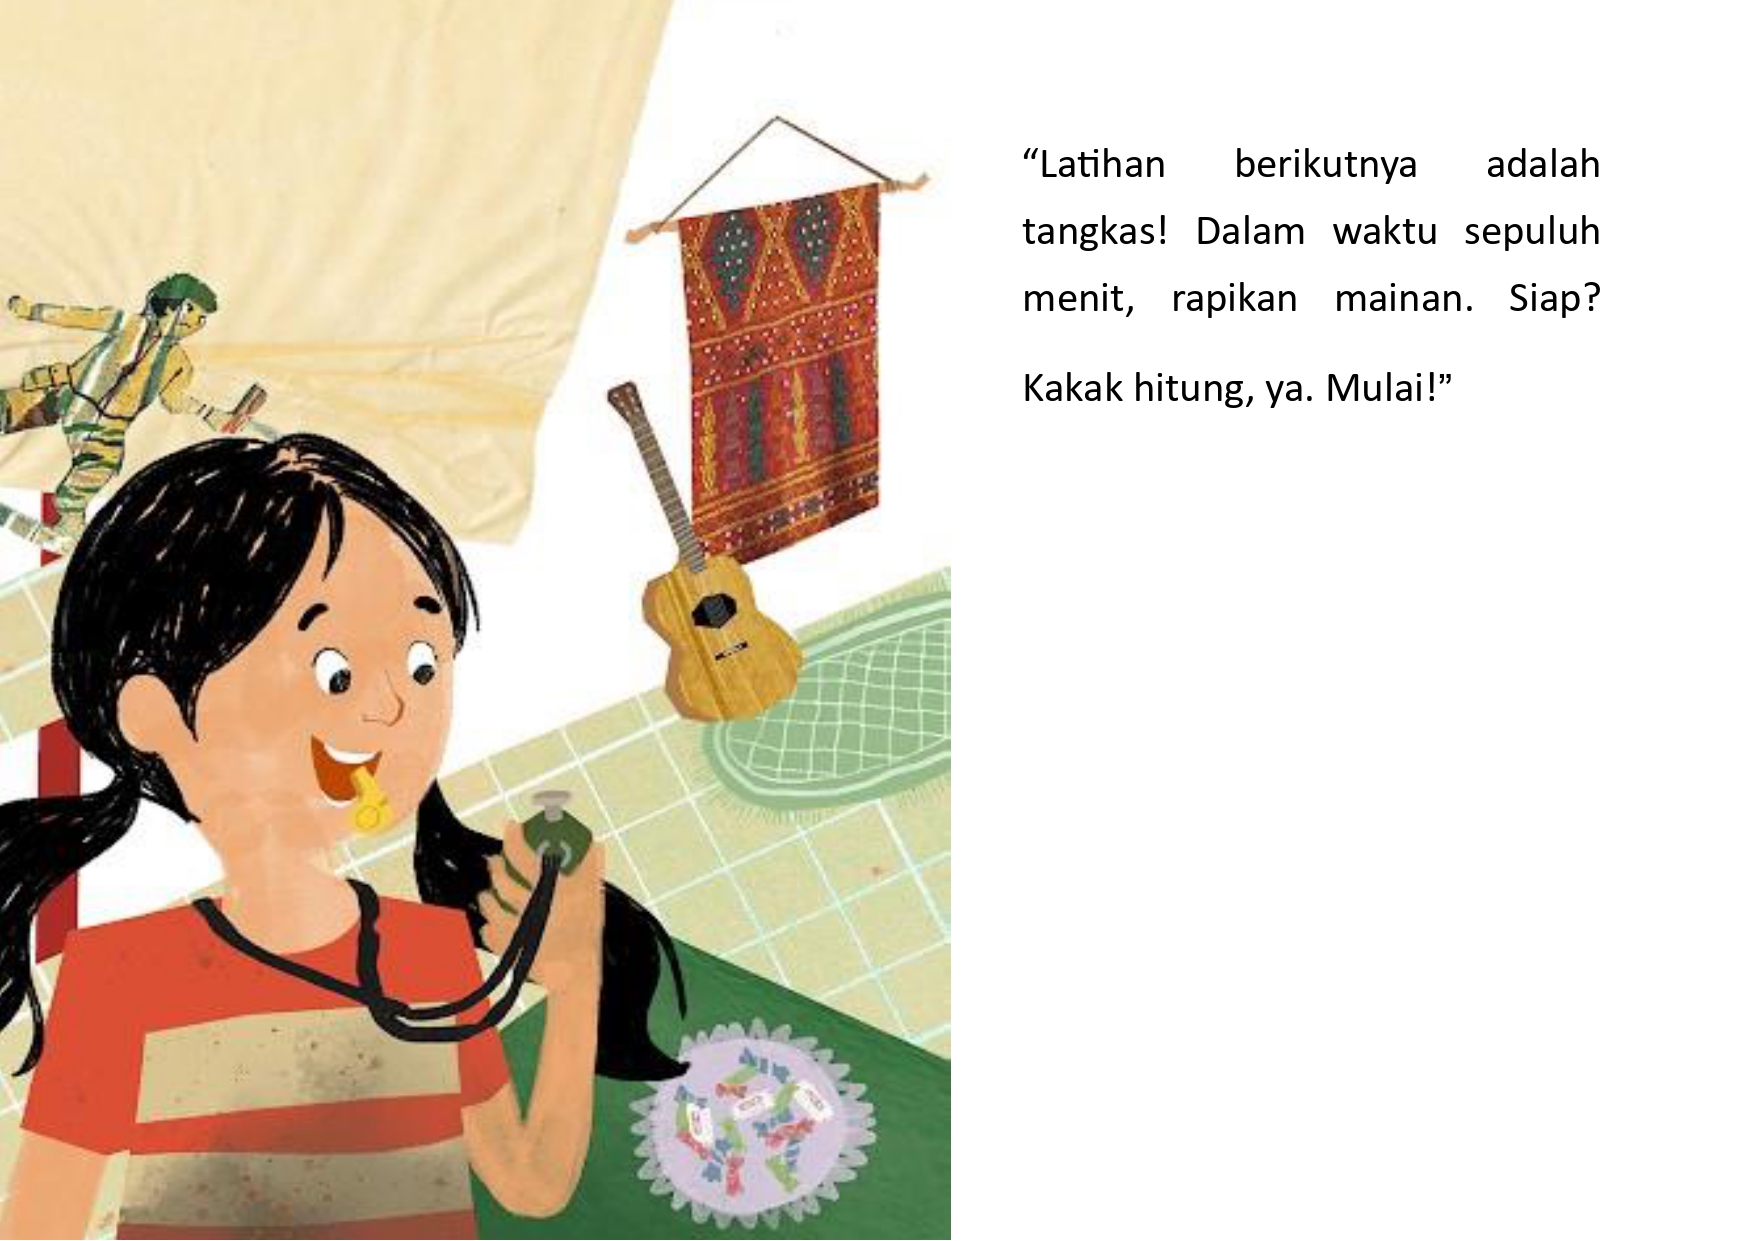 “Latihan berikutnya adalah
tangkas! Dalam waktu sepuluh
menit, rapikan mainan. Siap?
Kakak hitung, ya. Mulai!”